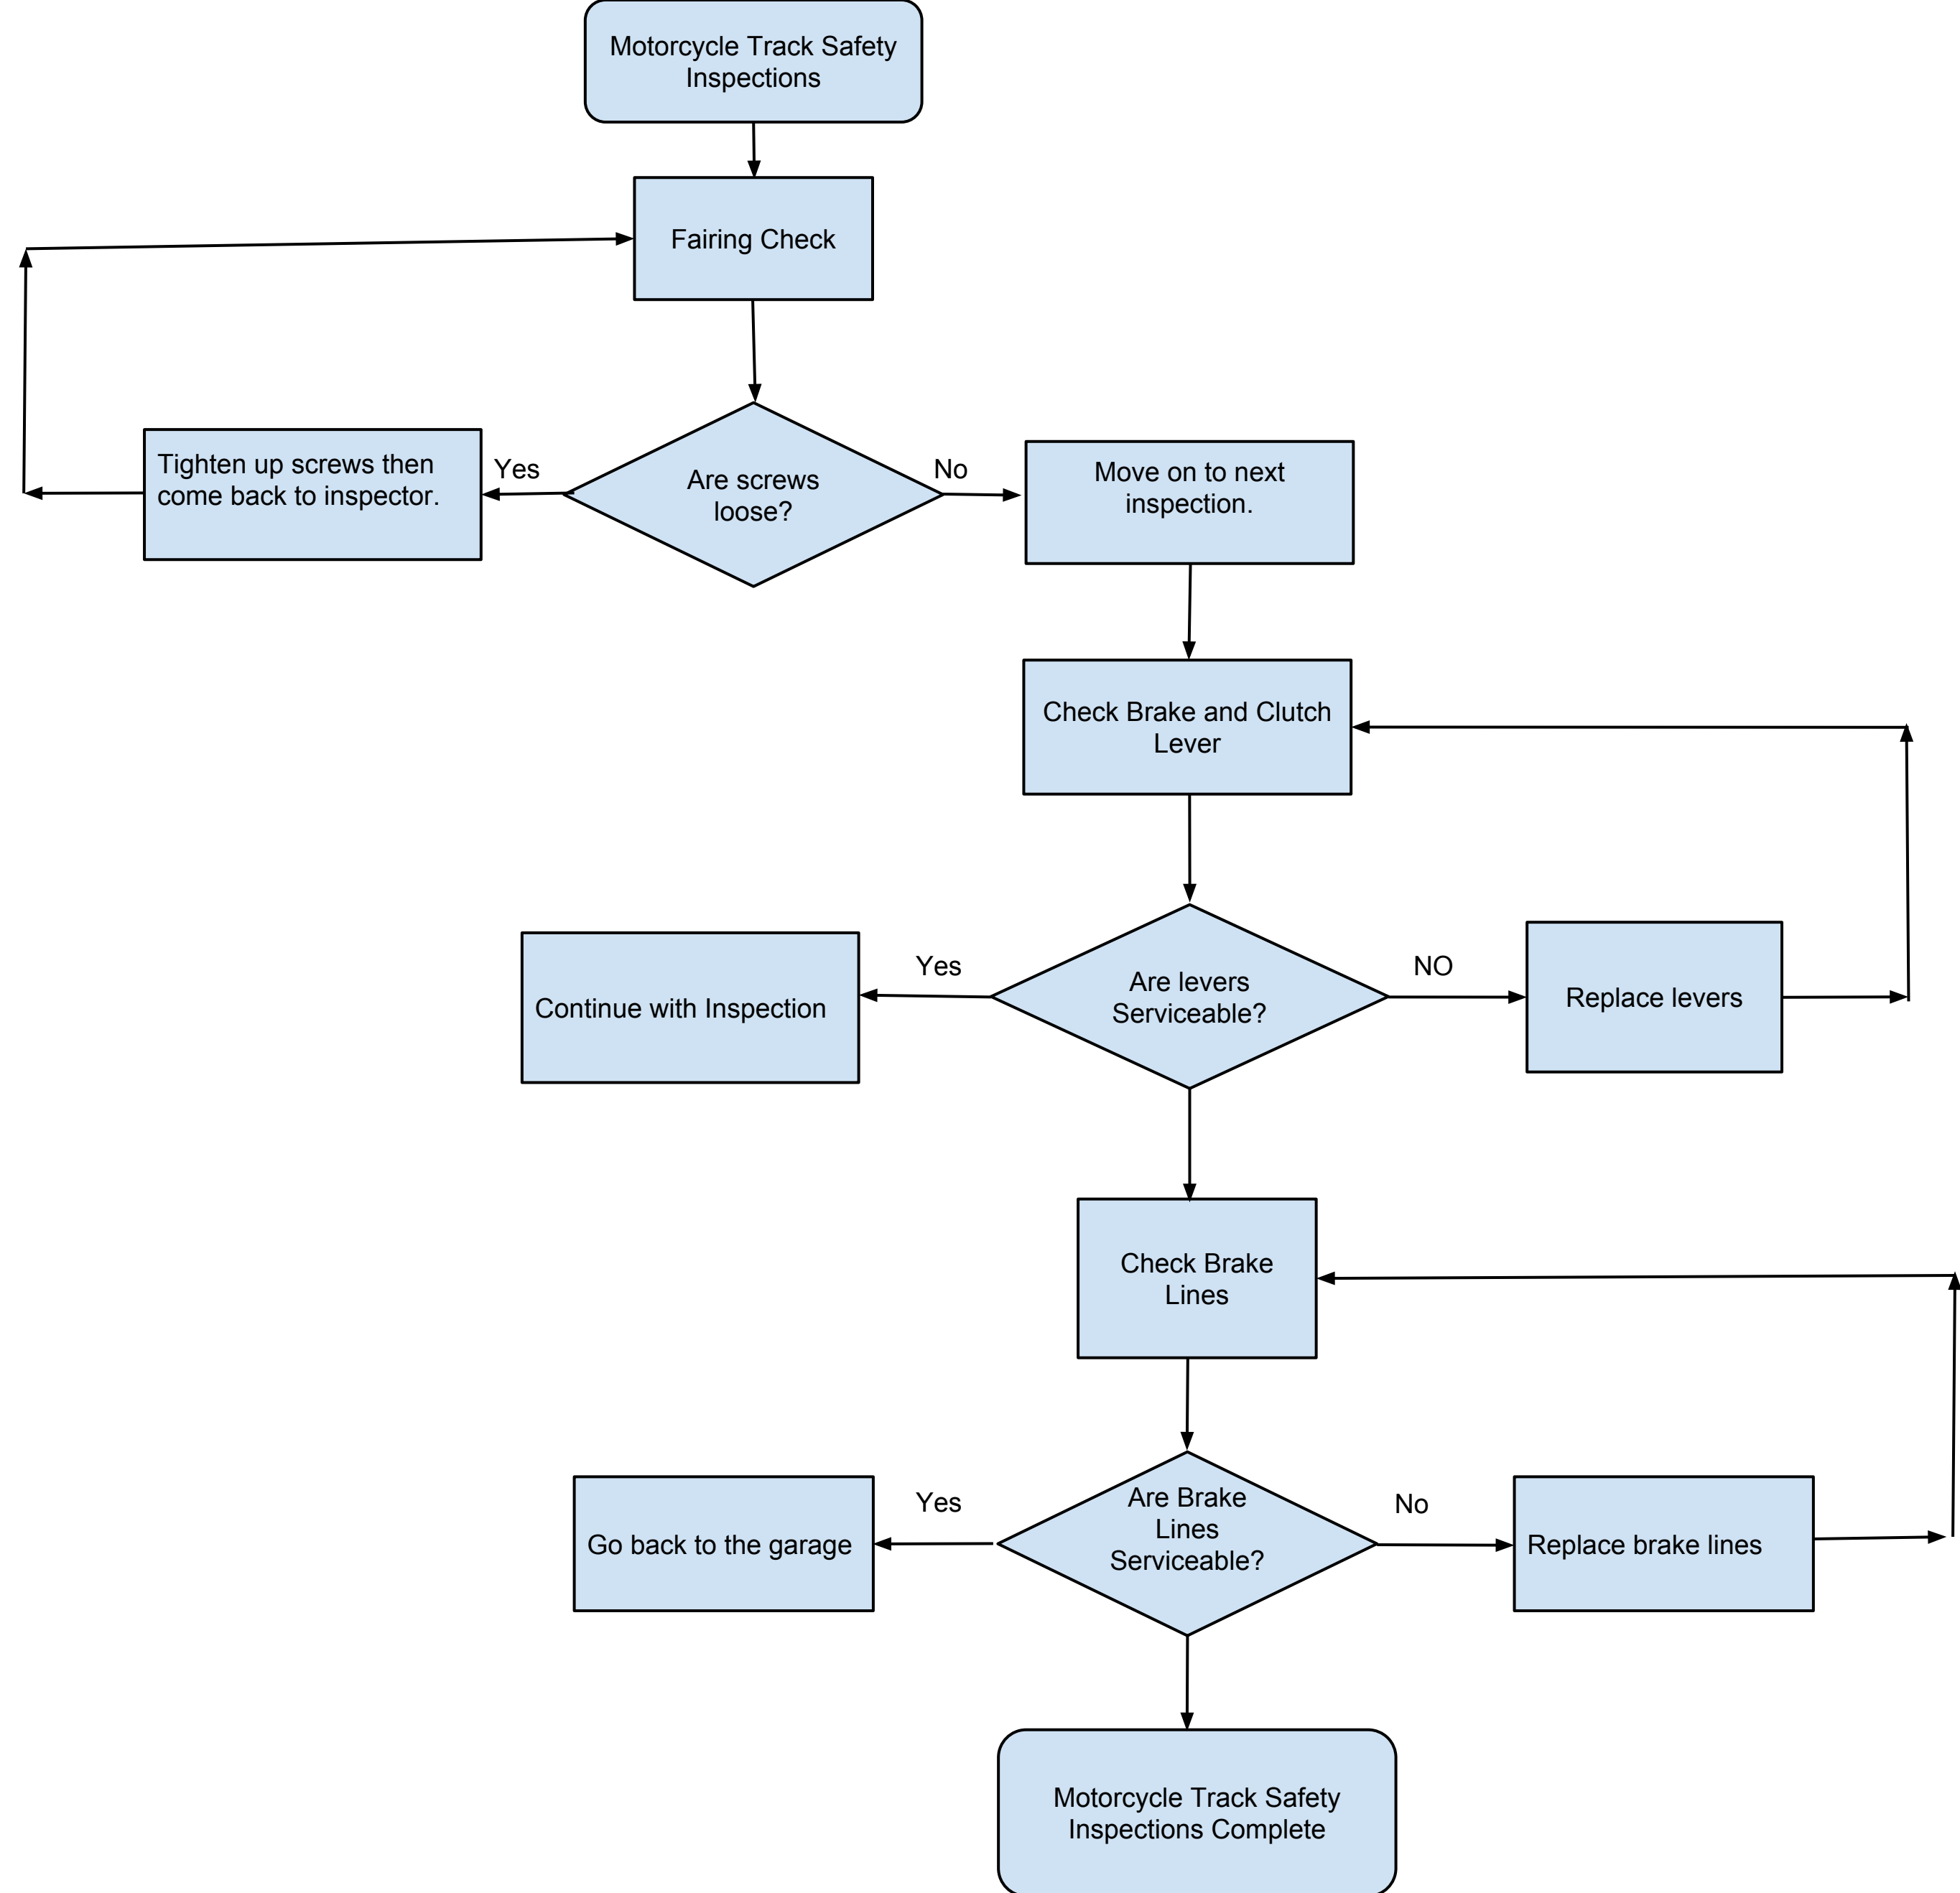 Motorcycle Track Safety
Inspections
Fairing Check
Tighten up screws then
come back to inspector.
Yes
Are screws
loose?
No
Move on to next
inspection.
Check Brake and Clutch
Lever
Continue with Inspection
Yes
Are levers
Serviceable?
NO
Replace levers
Check Brake
Lines
Go back to the garage
Yes
Are Brake
Lines
Serviceable?
No
Replace brake lines
Motorcycle Track Safety
Inspections Complete